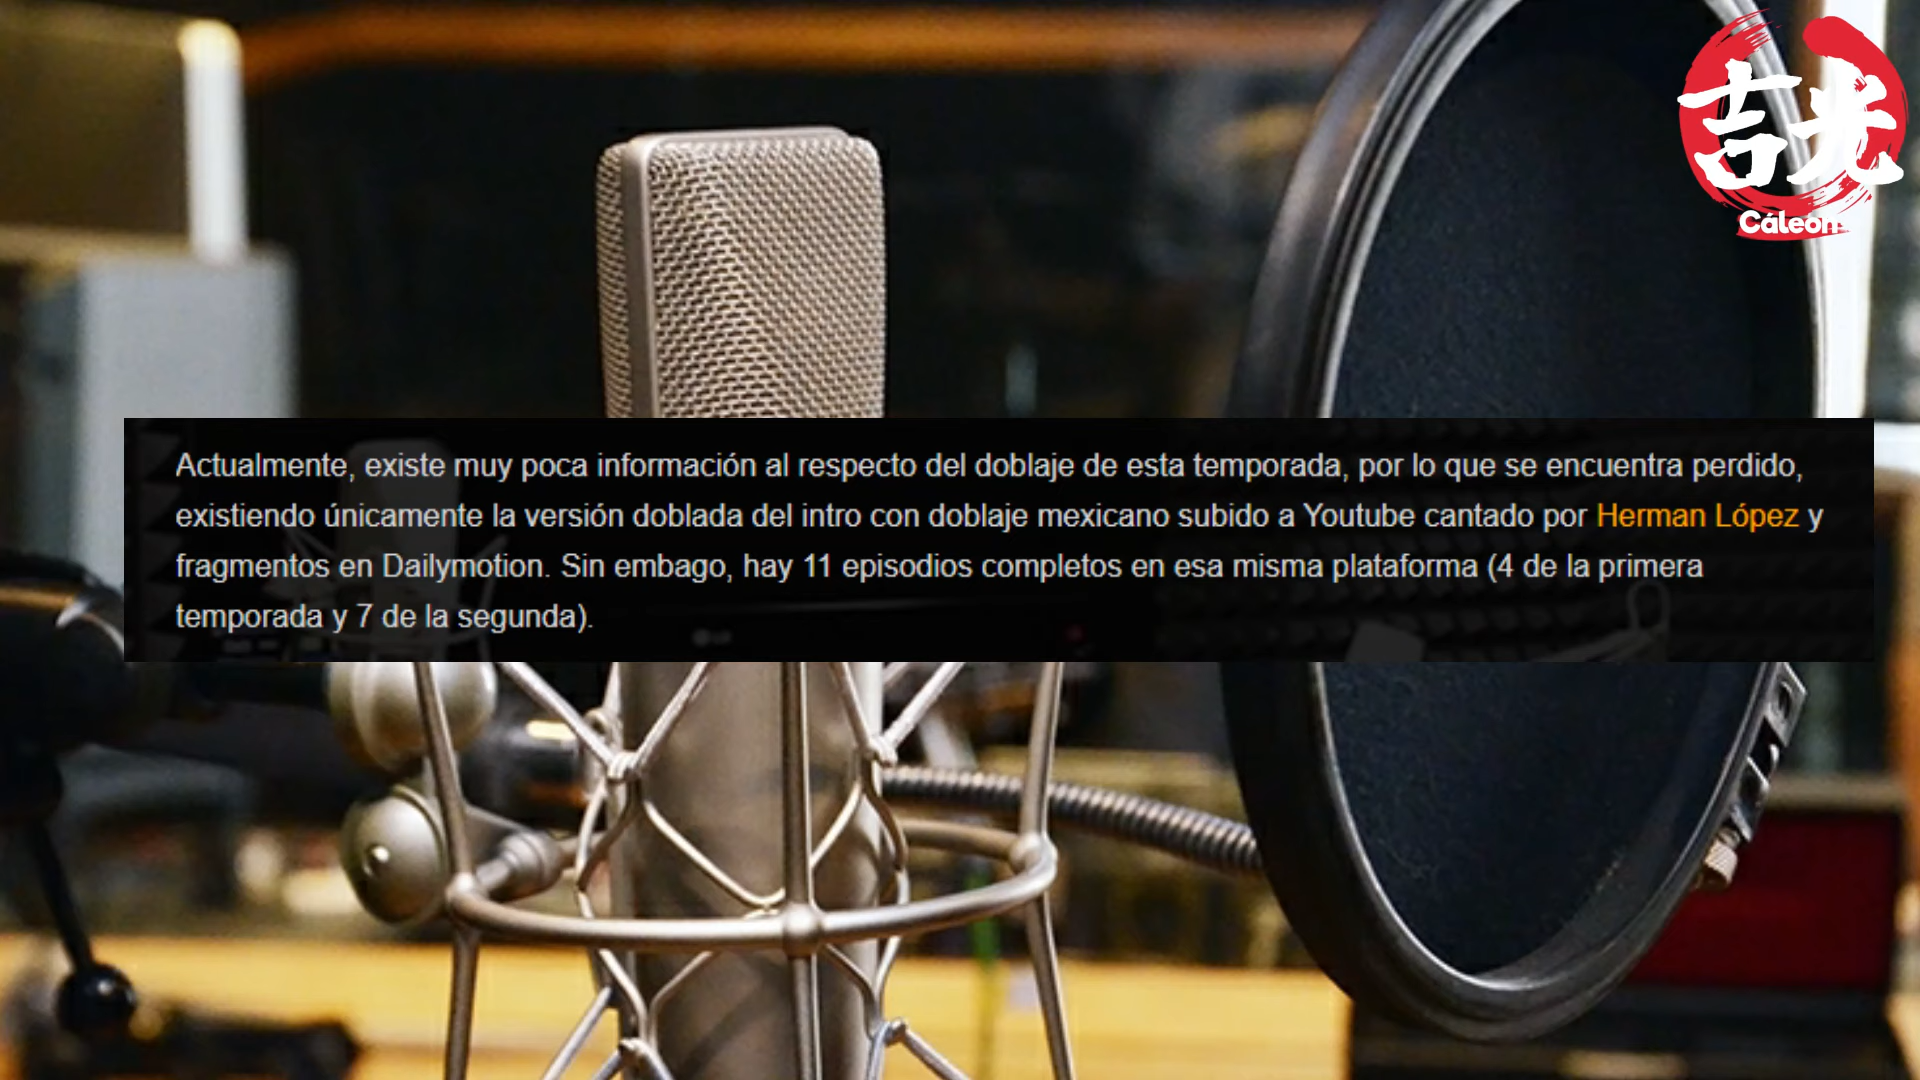 吉光
Cáleon
Actualmente, existe muy poca información al respecto del doblaje de esta temporada, por lo que se encuentra perdido,
existiendo únicamente la versión doblada del intro con doblaje mexicano subido a Youtube cantado por Herman López y
fragmentos en Dailymotion. Sin embago, hay 11 episodios completos en esa misma plataforma (4 de la primera
temporada y 7 de la segunda).